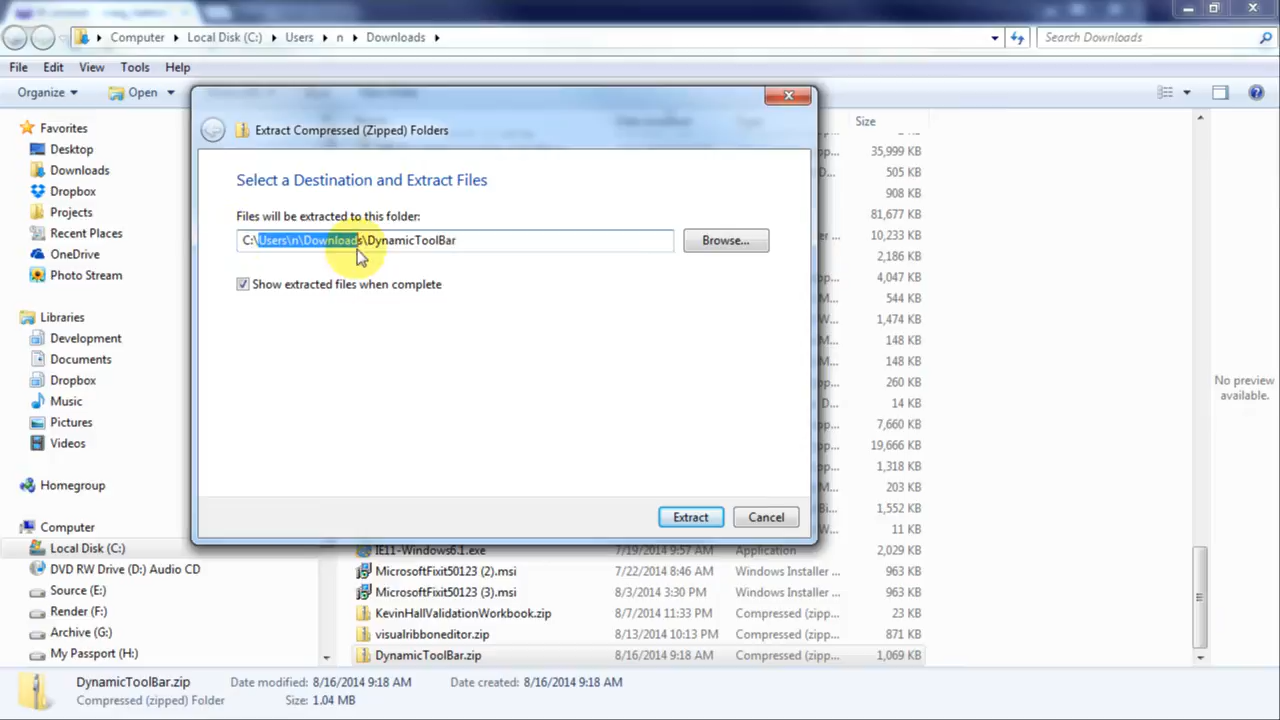 Computer Local Disk (C:) Users n Downloads
Search Downloads
File Edit View Tools Help
Organize Open
Favorites
Desktop
Downloads
Dropbox
Projects
Recent Places
OneDrive
Photo Stream
Libraries
Development
Documents
Dropbox
Music
Pictures
Videos
Homegroup
Computer
Local Disk (C:)
DVD RW Drive (D:) Audio CD
Source (E:)
Render (F:)
Archive (G:)
My Passport (H:)
Extract Compressed (Zipped) Folders
Select a Destination and Extract Files
Files will be extracted to this folder:
C:\Users\n\Downloads\DynamicToolBar
Browse...
Show extracted files when complete
Extract Cancel
Size
35,999 KB
505 KB
908 KB
81,677 KB
10,233 KB
2,186 KB
4,047 KB
544 KB
1,474 KB
148 KB
148 KB
260 KB
14 KB
7,660 KB
19,666 KB
1,318 KB
203 KB
1,552 KB
11 KB
IE11-Windows6.1.exe 7/19/2014 9:57 AM Application 2,029 KB
MicrosoftFixit50123 (2).msi 7/22/2014 8:46 AM Windows Installer ... 963 KB
MicrosoftFixit50123 (3).msi 8/3/2014 3:30 PM Windows Installer ... 963 KB
KevinHallValidationWorkbook.zip 8/7/2014 11:33 PM Compressed (zipp... 23 KB
visualribboneditor.zip 8/13/2014 10:13 PM Compressed (zipp... 871 KB
DynamicToolBar.zip 8/16/2014 9:18 AM Compressed (zipp... 1,069 KB
No preview
available.
DynamicToolBar.zip Date modified: 8/16/2014 9:18 AM Date created: 8/16/2014 9:18 AM
Compressed (zipped) Folder Size: 1.04 MB